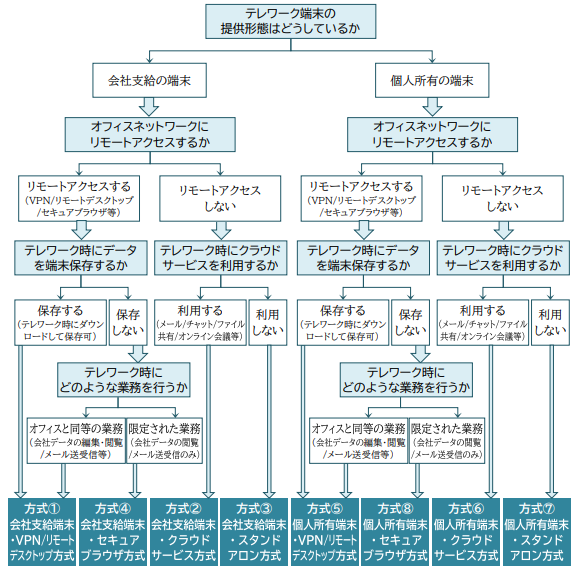 テレワーク端末の
提供形態はどうしているか
会社支給の端末
個人所有の端末
オフィスネットワークに
リモートアクセスするか
オフィスネットワークに
リモートアクセスするか
リモートアクセスする
(VPN/リモートデスクトップ
/セキュアブラウザ等)
リモートアクセス
しない
リモートアクセスする
(VPN/リモートデスクトップ
/セキュアブラウザ等)
リモートアクセス
しない
テレワーク時にデータ
を端末保存するか
テレワーク時にクラウド
サービスを利用するか
テレワーク時にデータ
を端末保存するか
テレワーク時にクラウド
サービスを利用するか
保存する
(テレワーク時にダウン
ロードして保存可)
保存
しない
利用する
(メール/チャット/ファイル
共有/オンライン会議等)
利用
しない
保存する
(テレワーク時にダウン
ロードして保存可)
保存
しない
利用する
(メール/チャット/ファイル
共有/オンライン会議等)
利用
しない
テレワーク時に
どのような業務を行うか
テレワーク時に
どのような業務を行うか
オフィスと同等の業務
(会社データの編集・閲覧
/メール送受信等)
限定された業務
(会社データの閲覧
/メール送受信のみ)
オフィスと同等の業務
(会社データの編集・閲覧
/メール送受信等)
限定された業務
(会社データの閲覧
/メール送受信のみ)
方式①
会社支給端末
・VPN/リモート
デスクトップ方式
方式④
会社支給端末
・セキュア
ブラウザ方式
方式②
会社支給端末
・クラウド
サービス方式
方式③
会社支給端末
・スタンド
アロン方式
方式⑤
個人所有端末
・VPN/リモート
デスクトップ方式
方式⑧
個人所有端末
・セキュア
ブラウザ方式
方式⑥
個人所有端末
・クラウド
サービス方式
方式⑦
個人所有端末
・スタンド
アロン方式